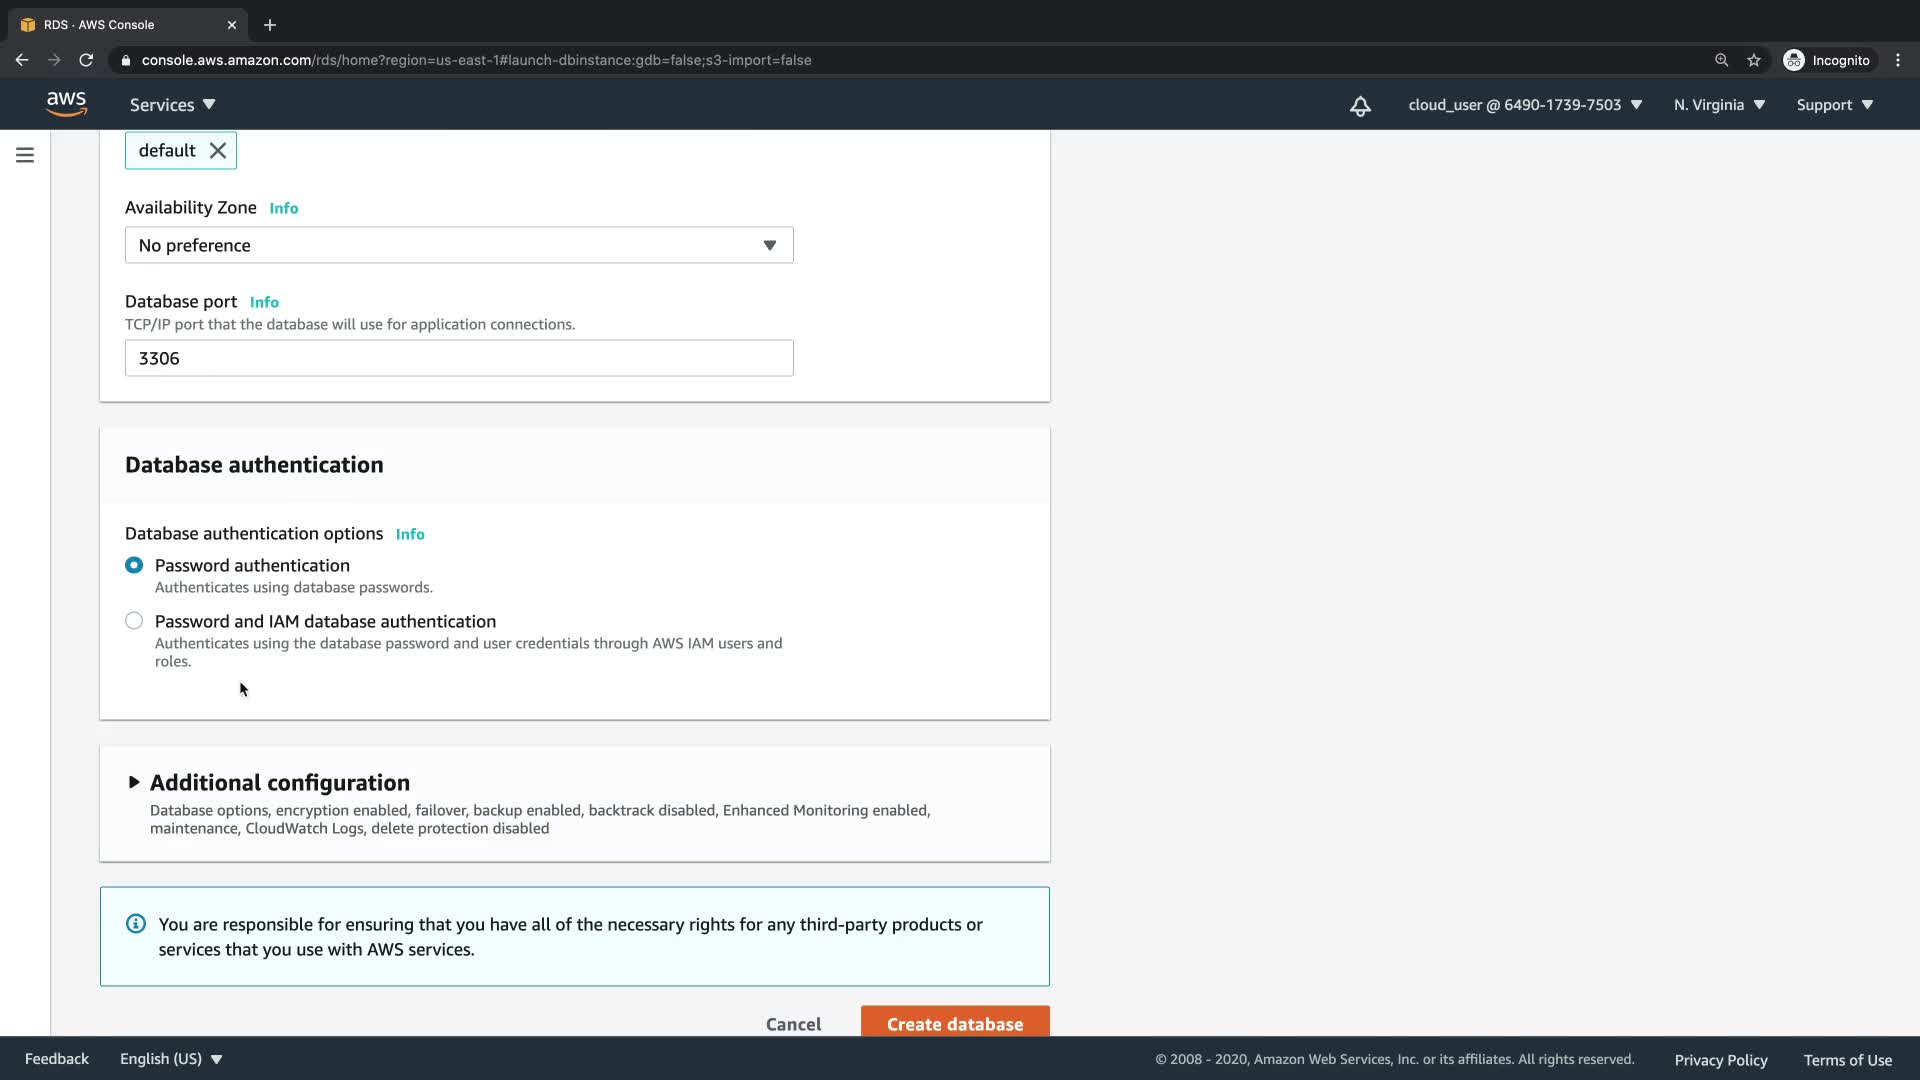 RDS · AWS Console
console.aws.amazon.com/rds/home?region=us-east-1#launch-dbinstance:gdb=false;s3-import=false
Incognito
aws
Services
cloud_user @ 6490-1739-7503
N. Virginia
Support
default
Availability Zone Info
No preference
Database port Info
TCP/IP port that the database will use for application connections.
3306
Database authentication
Database authentication options Info
Password authentication
Authenticates using database passwords.
Password and IAM database authentication
Authenticates using the database password and user credentials through AWS IAM users and
roles.
Additional configuration
Database options, encryption enabled, failover, backup enabled, backtrack disabled, Enhanced Monitoring enabled,
maintenance, CloudWatch Logs, delete protection disabled
You are responsible for ensuring that you have all of the necessary rights for any third-party products or
services that you use with AWS services.
Cancel
Create database
Feedback
English (US)
© 2008 - 2020, Amazon Web Services, Inc. or its affiliates. All rights reserved.
Privacy Policy
Terms of Use